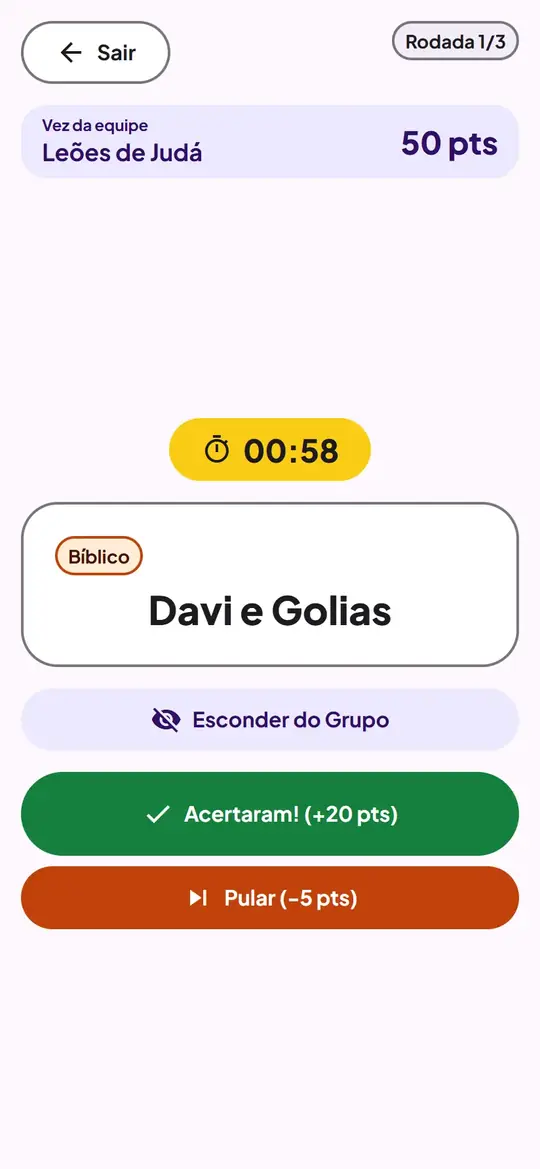 Sair
Rodada 1/3
Vez da equipe
Leões de Judá
50 pts
00:58
Bíblico
Davi e Golias
Esconder do Grupo
Acertaram! (+20 pts)
Pular (-5 pts)